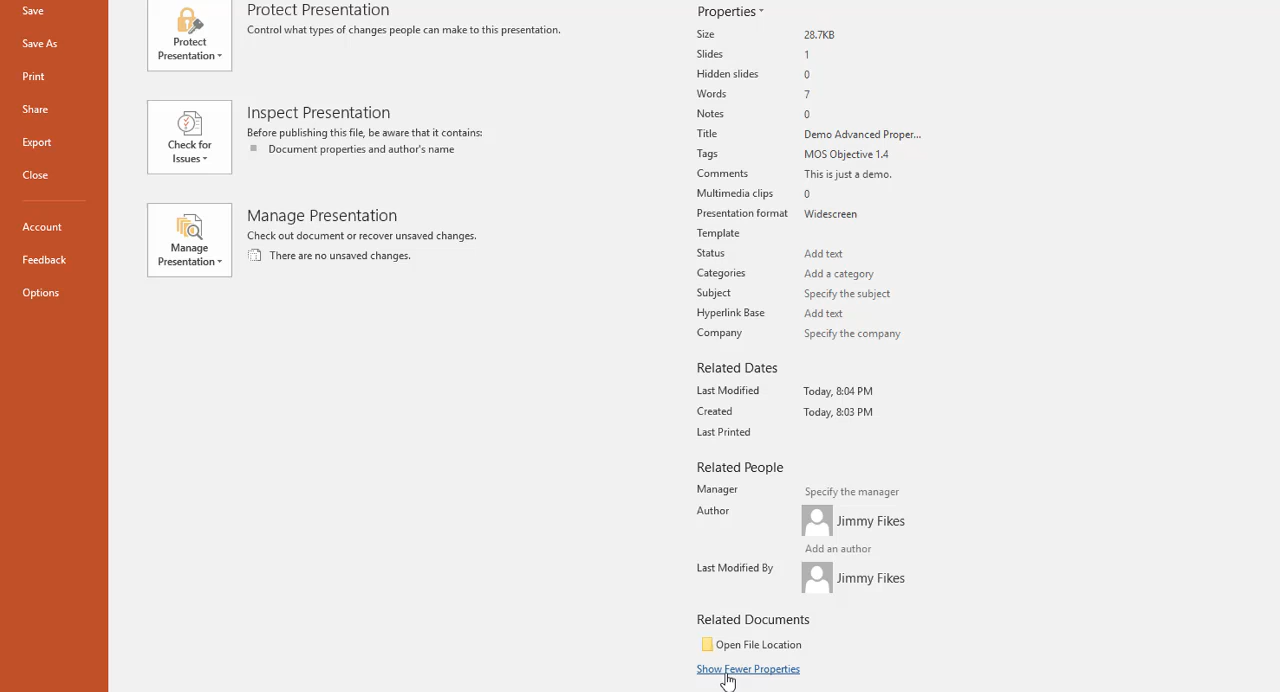 Save
Save As
Print
Share
Export
Close
Account
Feedback
Options
Protect
Presentation
Protect Presentation
Control what types of changes people can make to this presentation.
Check for
Issues
Inspect Presentation
Before publishing this file, be aware that it contains:
Document properties and author's name
Manage
Presentation
Manage Presentation
Check out document or recover unsaved changes.
There are no unsaved changes.
Properties
Size 28.7KB
Slides 1
Hidden slides 0
Words 7
Notes 0
Title Demo Advanced Proper...
Tags MOS Objective 1.4
Comments This is just a demo.
Multimedia clips 0
Presentation format Widescreen
Template
Status Add text
Categories Add a category
Subject Specify the subject
Hyperlink Base Add text
Company Specify the company
Related Dates
Last Modified Today, 8:04 PM
Created Today, 8:03 PM
Last Printed
Related People
Manager Specify the manager
Author Jimmy Fikes
Add an author
Last Modified By Jimmy Fikes
Related Documents
Open File Location
Show Fewer Properties